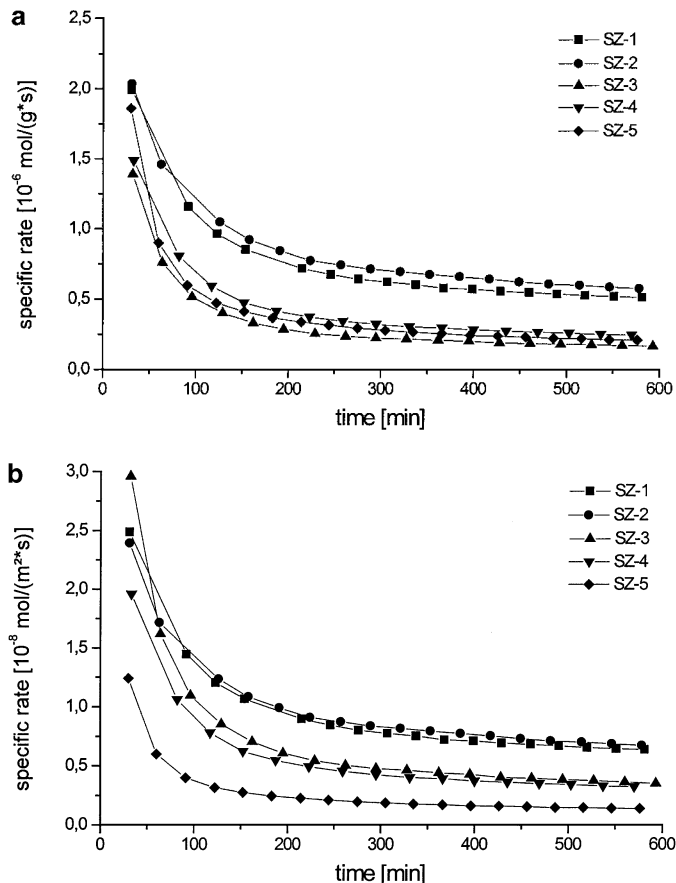 a
2,5
2,0
1,5
1,0
0,5
0,0
specific rate [10⁻⁶ mol/(g*s)]
SZ-1
SZ-2
SZ-3
SZ-4
SZ-5
0 100 200 300 400 500 600
time [min]
b
3,0
2,5
2,0
1,5
1,0
0,5
0,0
specific rate [10⁻⁸ mol/(m²*s)]
SZ-1
SZ-2
SZ-3
SZ-4
SZ-5
0 100 200 300 400 500 600
time [min]